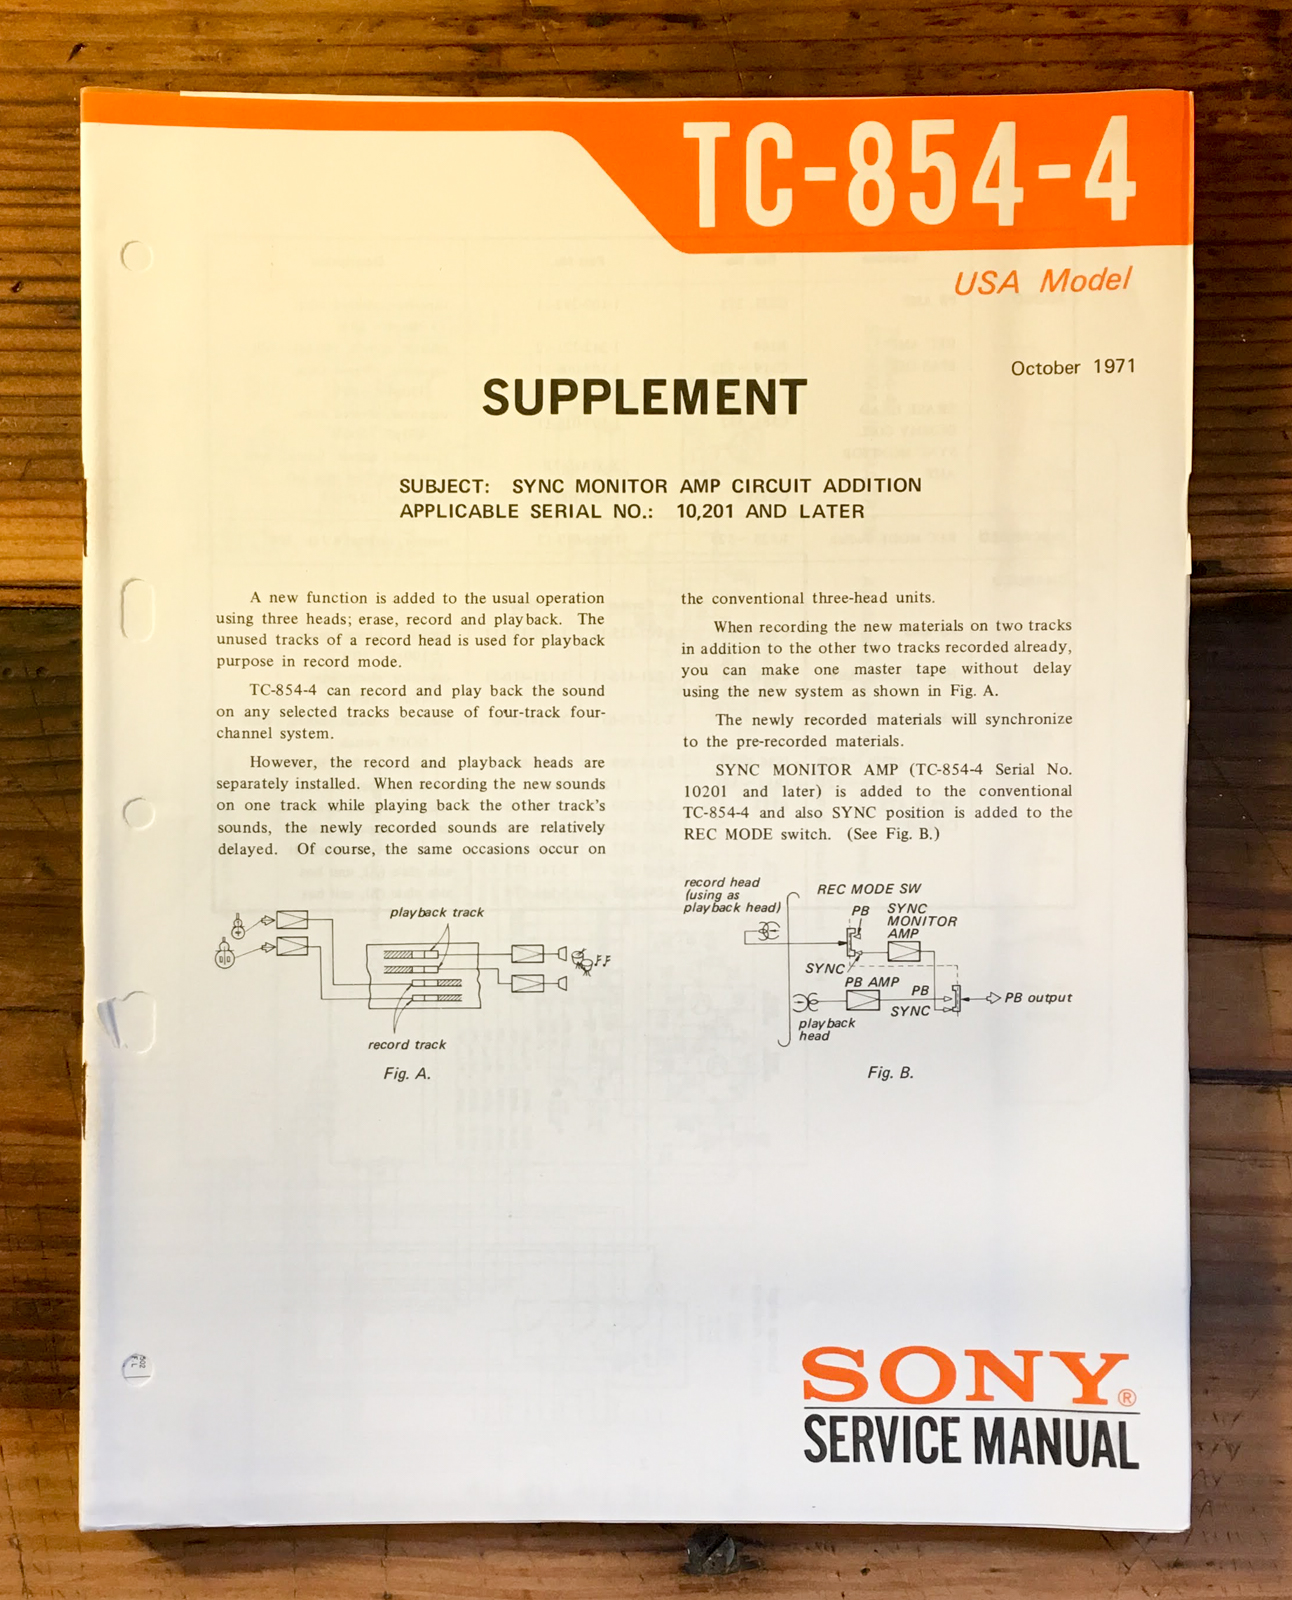 TC-854-4
USA Model
October 1971
SUPPLEMENT
SUBJECT: SYNC MONITOR AMP CIRCUIT ADDITION
APPLICABLE SERIAL NO.: 10,201 AND LATER
A new function is added to the usual operation
using three heads; erase, record and playback. The
unused tracks of a record head is used for playback
purpose in record mode.
TC-854-4 can record and play back the sound
on any selected tracks because of four-track four-
channel system.
However, the record and playback heads are
separately installed. When recording the new sounds
on one track while playing back the other track's
sounds, the newly recorded sounds are relatively
delayed. Of course, the same occasions occur on
the conventional three-head units.
When recording the new materials on two tracks
in addition to the other two tracks recorded already,
you can make one master tape without delay
using the new system as shown in Fig. A.
The newly recorded materials will synchronize
to the pre-recorded materials.
SYNC MONITOR AMP (TC-854-4 Serial No.
10201 and later) is added to the conventional
TC-854-4 and also SYNC position is added to the
REC MODE switch. (See Fig. B.)
playback track
record track
Fig. A.
record head
(using as
playback head)
REC MODE SW
PB
SYNC
MONITOR
AMP
SYNC
PB AMP
PB
SYNC
PB output
playback
head
Fig. B.
SONY®
SERVICE MANUAL